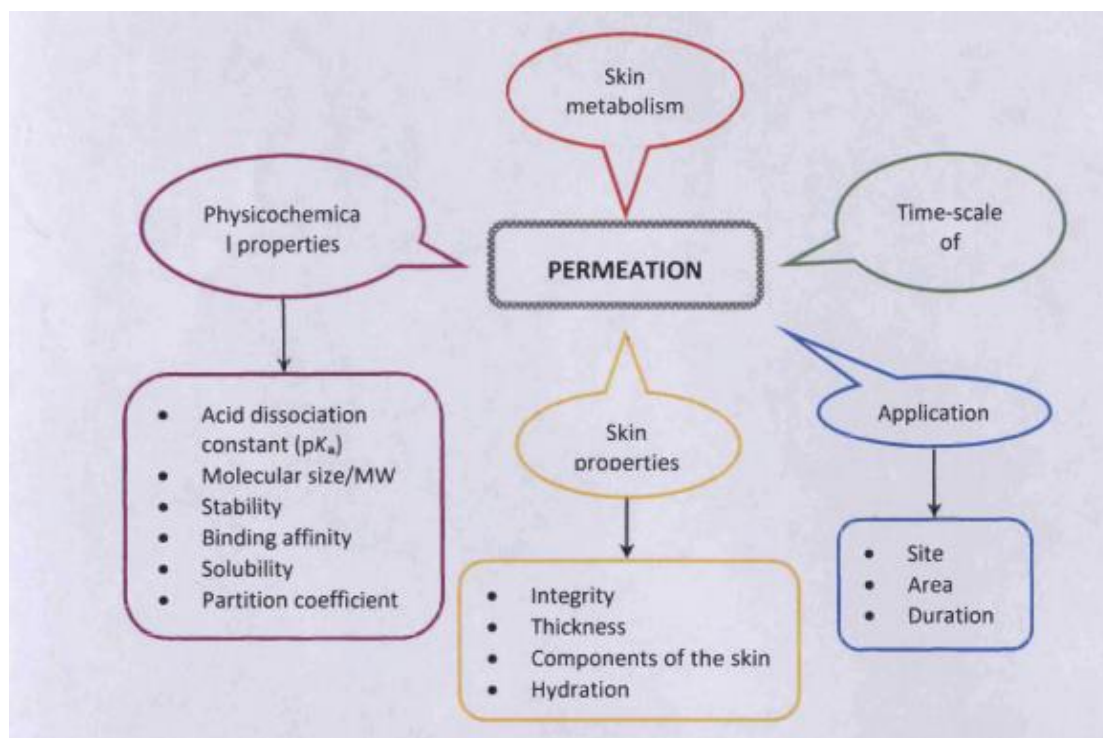 Skin
metabolism
Physicochemica
l properties
Time-scale
of
PERMEATION
Skin
properties
Application
• Acid dissociation
constant (pKₐ)
• Molecular size/MW
• Stability
• Binding affinity
• Solubility
• Partition coefficient
• Integrity
• Thickness
• Components of the skin
• Hydration
• Site
• Area
• Duration